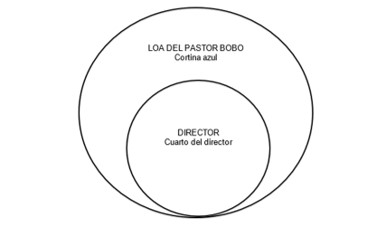 LOA DEL PASTOR BOBO
Cortina azul
DIRECTOR
Cuarto del director